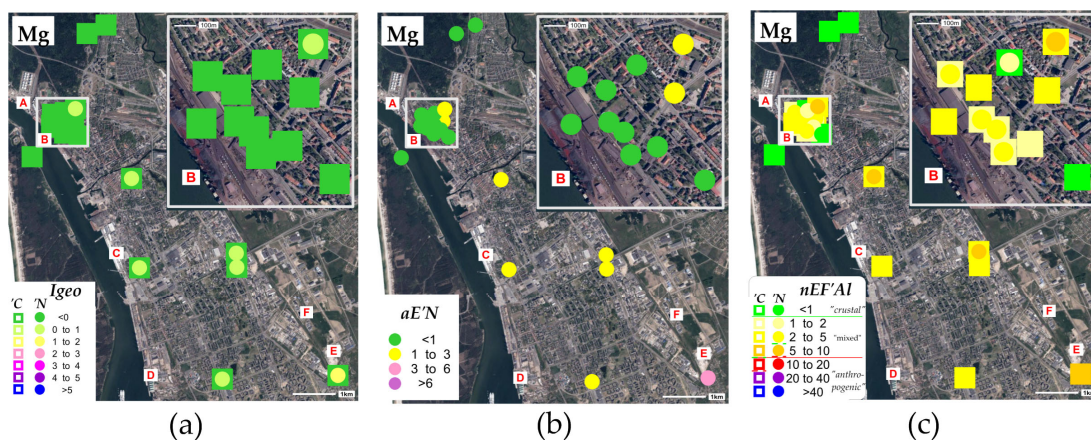 Mg
100m
A
B
B
C
D
E
F
Igeo
'C 'N
<0
0 to 1
1 to 2
2 to 3
3 to 4
4 to 5
>5
1km
(a)
Mg
100m
A
B
B
C
D
E
F
aE'N
<1
1 to 3
3 to 6
>6
1km
(b)
Mg
100m
A
B
B
C
D
E
F
nEF'Al
'C 'N
<1 "crustal"
1 to 2
2 to 5 "mixed"
5 to 10
10 to 20
20 to 40 "anthro-
>40 pogenic"
1km
(c)